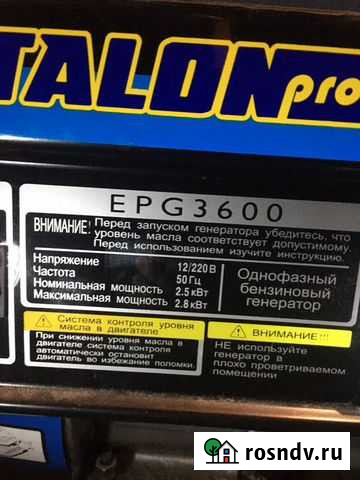 TALON pro
EPG3600
ВНИМАНИЕ! Перед запуском генератора убедитесь, что
уровень масла соответствует допустимому.
Перед использованием изучите инструкцию.
Напряжение 12/220 В
Частота 50 Гц
Номинальная мощность 2.5 кВт
Максимальная мощность 2.8 кВт
Однофазный
бензиновый
генератор
Система контроля уровня
масла в двигателе
При снижении уровня масла в
двигателе система контроля
автоматически остановит
двигатель во избежание поломки.
ВНИМАНИЕ !!!
НЕ используйте
генератор в
плохо проветриваемом
помещении
rosndv.ru